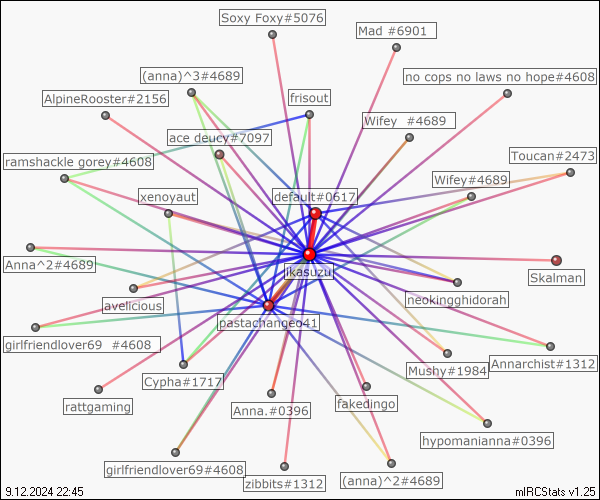 Soxy Foxy#5076
Mad #6901
(anna)^3#4689
no cops no laws no hope#4608
AlpineRooster#2156
frisout
Wifey #4689
ace deucy#7097
ramshackle gorey#4608
Toucan#2473
Wifey#4689
xenoyaut
default#0617
Anna^2#4689
likasuzu
Skalman
avelicious
neokingghidorah
pastachangeo41
girlfriendlover69 #4608
Annarchist#1312
Mushy#1984
Cypha#1717
rattgaming
Anna.#0396
fakedingo
hypomanianna#0396
girlfriendlover69#4608
zibbits#1312
(anna)^2#4689
9.12.2024 22:45
mIRCStats v1.25